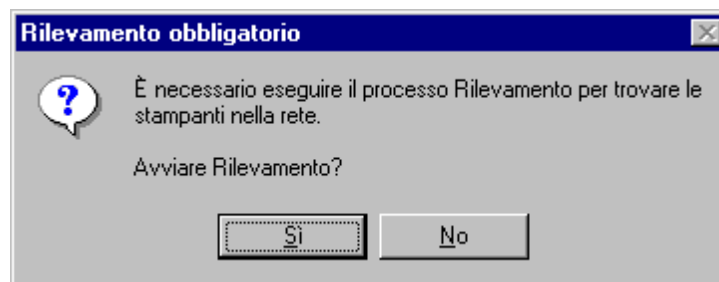 Rilevamento obbligatorio
È necessario eseguire il processo Rilevamento per trovare le
stampanti nella rete.
Avviare Rilevamento?
Sì
No